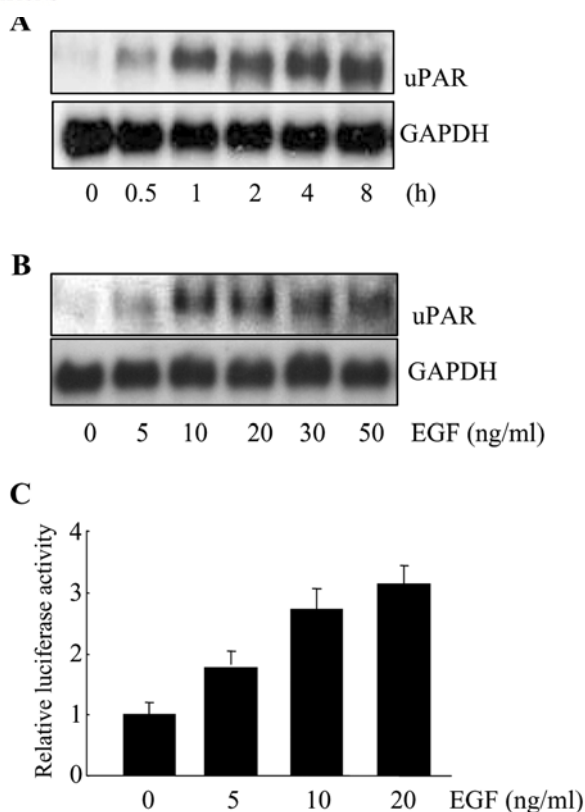 A
uPAR
GAPDH
0 0.5 1 2 4 8 (h)
B
uPAR
GAPDH
0 5 10 20 30 50 EGF (ng/ml)
C
Relative luciferase activity
4
3
2
1
0
0 5 10 20 EGF (ng/ml)